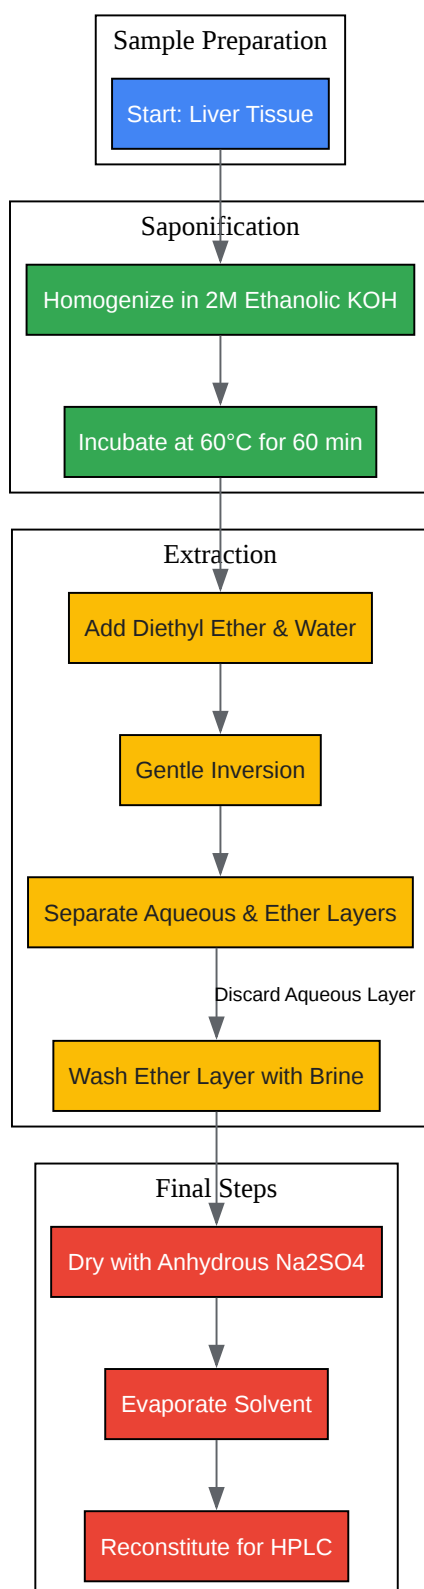 Sample Preparation
Start: Liver Tissue
Saponification
Homogenize in 2M Ethanolic KOH
Incubate at 60°C for 60 min
Extraction
Add Diethyl Ether & Water
Gentle Inversion
Separate Aqueous & Ether Layers
Discard Aqueous Layer
Wash Ether Layer with Brine
Final Steps
Dry with Anhydrous Na2SO4
Evaporate Solvent
Reconstitute for HPLC